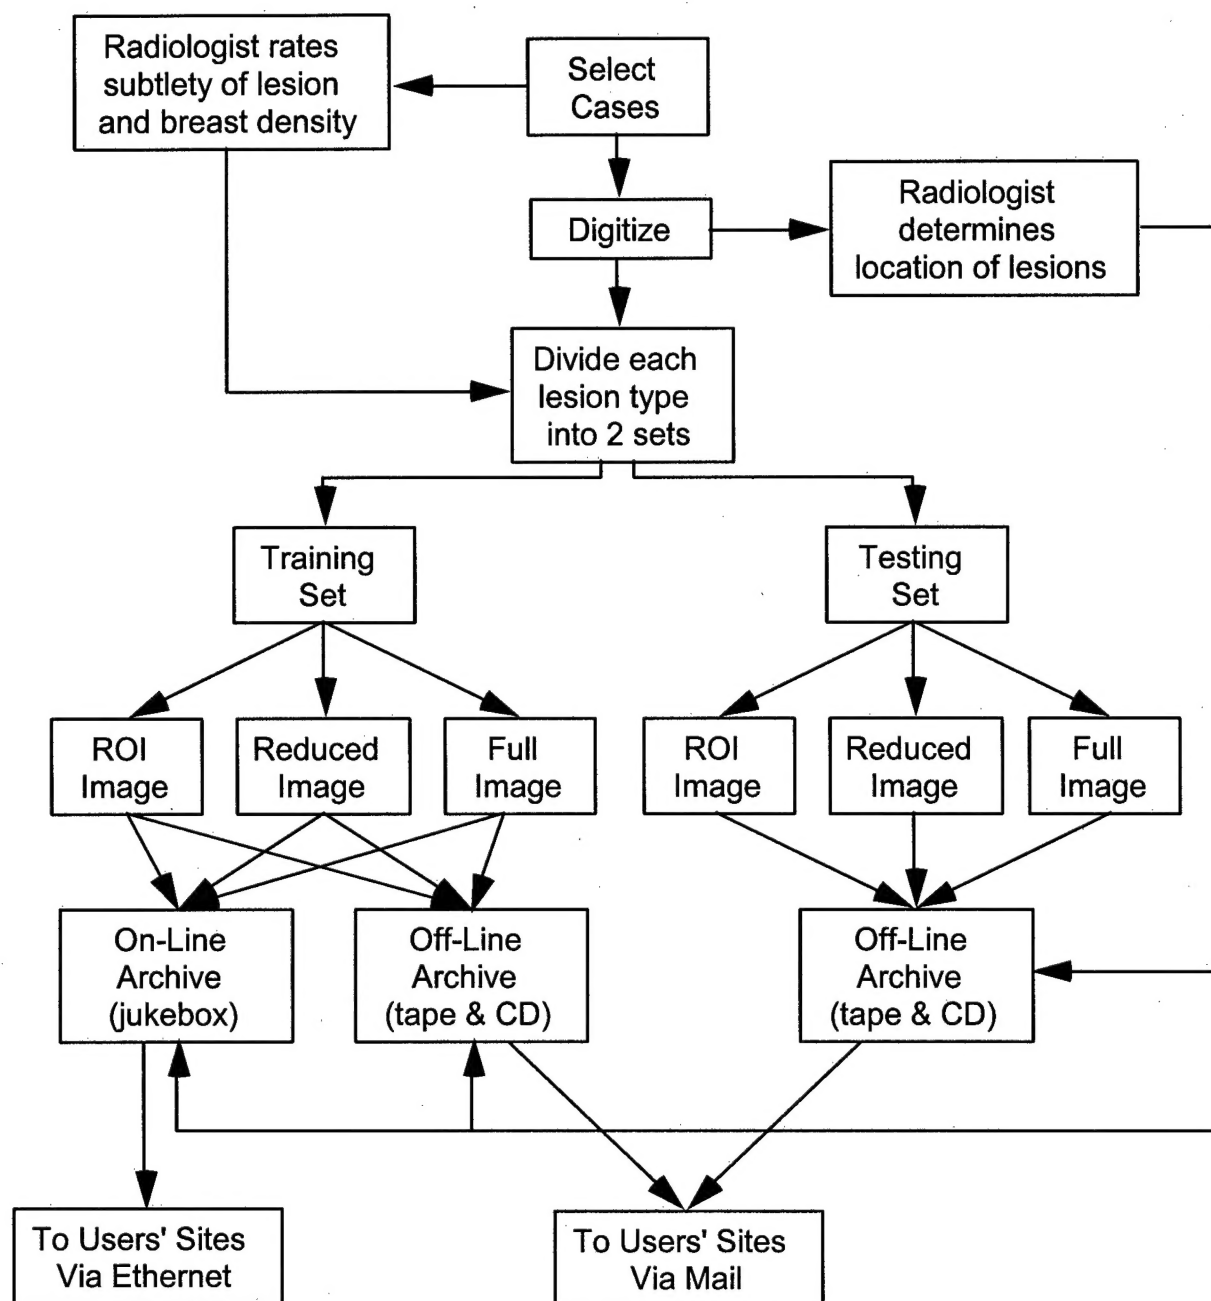 Radiologist rates
subtlety of lesion
and breast density
Select
Cases
Digitize
Radiologist
determines
location of lesions
Divide each
lesion type
into 2 sets
Training
Set
Testing
Set
ROI
Image
Reduced
Image
Full
Image
ROI
Image
Reduced
Image
Full
Image
On-Line
Archive
(jukebox)
Off-Line
Archive
(tape & CD)
Off-Line
Archive
(tape & CD)
To Users' Sites
Via Ethernet
To Users' Sites
Via Mail